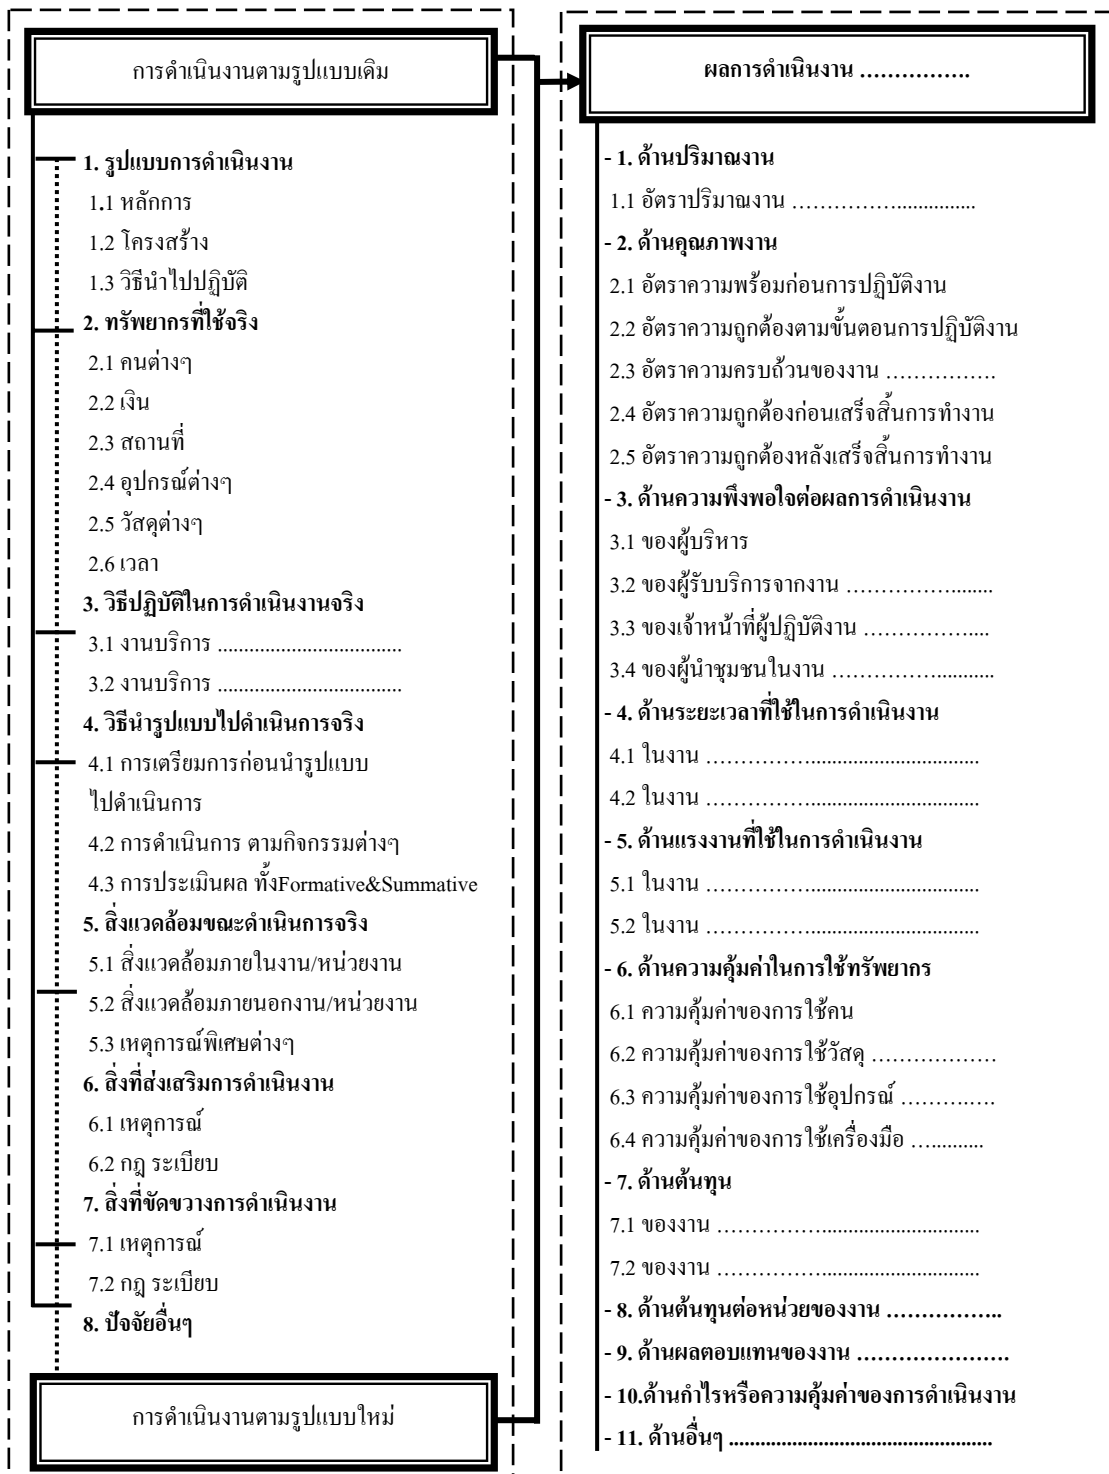 การดำเนินงานตามรูปแบบเดิม
1. รูปแบบการดำเนินงาน
1.1 หลักการ
1.2 โครงสร้าง
1.3 วิธีนำไปปฏิบัติ
2. ทรัพยากรที่ใช้จริง
2.1 คนต่างๆ
2.2 เงิน
2.3 สถานที่
2.4 อุปกรณ์ต่างๆ
2.5 วัสดุต่างๆ
2.6 เวลา
3. วิธีปฏิบัติในการดำเนินงานจริง
3.1 งานบริการ ...................................
3.2 งานบริการ ...................................
4. วิธีนำรูปแบบไปดำเนินการจริง
4.1 การเตรียมการก่อนนำรูปแบบ
ไปดำเนินการ
4.2 การดำเนินการ ตามกิจกรรมต่างๆ
4.3 การประเมินผล ทั้งFormative&Summative
5. สิ่งแวดล้อมขณะดำเนินการจริง
5.1 สิ่งแวดล้อมภายในงาน/หน่วยงาน
5.2 สิ่งแวดล้อมภายนอกงาน/หน่วยงาน
5.3 เหตุการณ์พิเศษต่างๆ
6. สิ่งที่ส่งเสริมการดำเนินงาน
6.1 เหตุการณ์
6.2 กฎ ระเบียบ
7. สิ่งที่ขัดขวางการดำเนินงาน
7.1 เหตุการณ์
7.2 กฎ ระเบียบ
8. ปัจจัยอื่นๆ
การดำเนินงานตามรูปแบบใหม่
ผลการดำเนินงาน …………….
- 1. ด้านปริมาณงาน
1.1 อัตราปริมาณงาน ……………...............
- 2. ด้านคุณภาพงาน
2.1 อัตราความพร้อมก่อนการปฏิบัติงาน
2.2 อัตราความถูกต้องตามขั้นตอนการปฏิบัติงาน
2.3 อัตราความครบถ้วนของงาน …………….
2.4 อัตราความถูกต้องก่อนเสร็จสิ้นการทำงาน
2.5 อัตราความถูกต้องหลังเสร็จสิ้นการทำงาน
- 3. ด้านความพึงพอใจต่อผลการดำเนินงาน
3.1 ของผู้บริหาร
3.2 ของผู้รับบริการจากงาน ……………........
3.3 ของเจ้าหน้าที่ผู้ปฏิบัติงาน ……………....
3.4 ของผู้นำชุมชนในงาน ……………...........
- 4. ด้านระยะเวลาที่ใช้ในการดำเนินงาน
4.1 ในงาน ……………................................
4.2 ในงาน ……………................................
- 5. ด้านแรงงานที่ใช้ในการดำเนินงาน
5.1 ในงาน ……………................................
5.2 ในงาน ……………................................
- 6. ด้านความคุ้มค่าในการใช้ทรัพยากร
6.1 ความคุ้มค่าของการใช้คน
6.2 ความคุ้มค่าของการใช้วัสดุ ………………
6.3 ความคุ้มค่าของการใช้อุปกรณ์ ……………
6.4 ความคุ้มค่าของการใช้เครื่องมือ …..........
- 7. ด้านต้นทุน
7.1 ของงาน ……………..............................
7.2 ของงาน ……………..............................
- 8. ด้านต้นทุนต่อหน่วยของงาน ……………..
- 9. ด้านผลตอบแทนของงาน ………………….
- 10.ด้านกำไรหรือความคุ้มค่าของการดำเนินงาน
- 11. ด้านอื่นๆ ..................................................